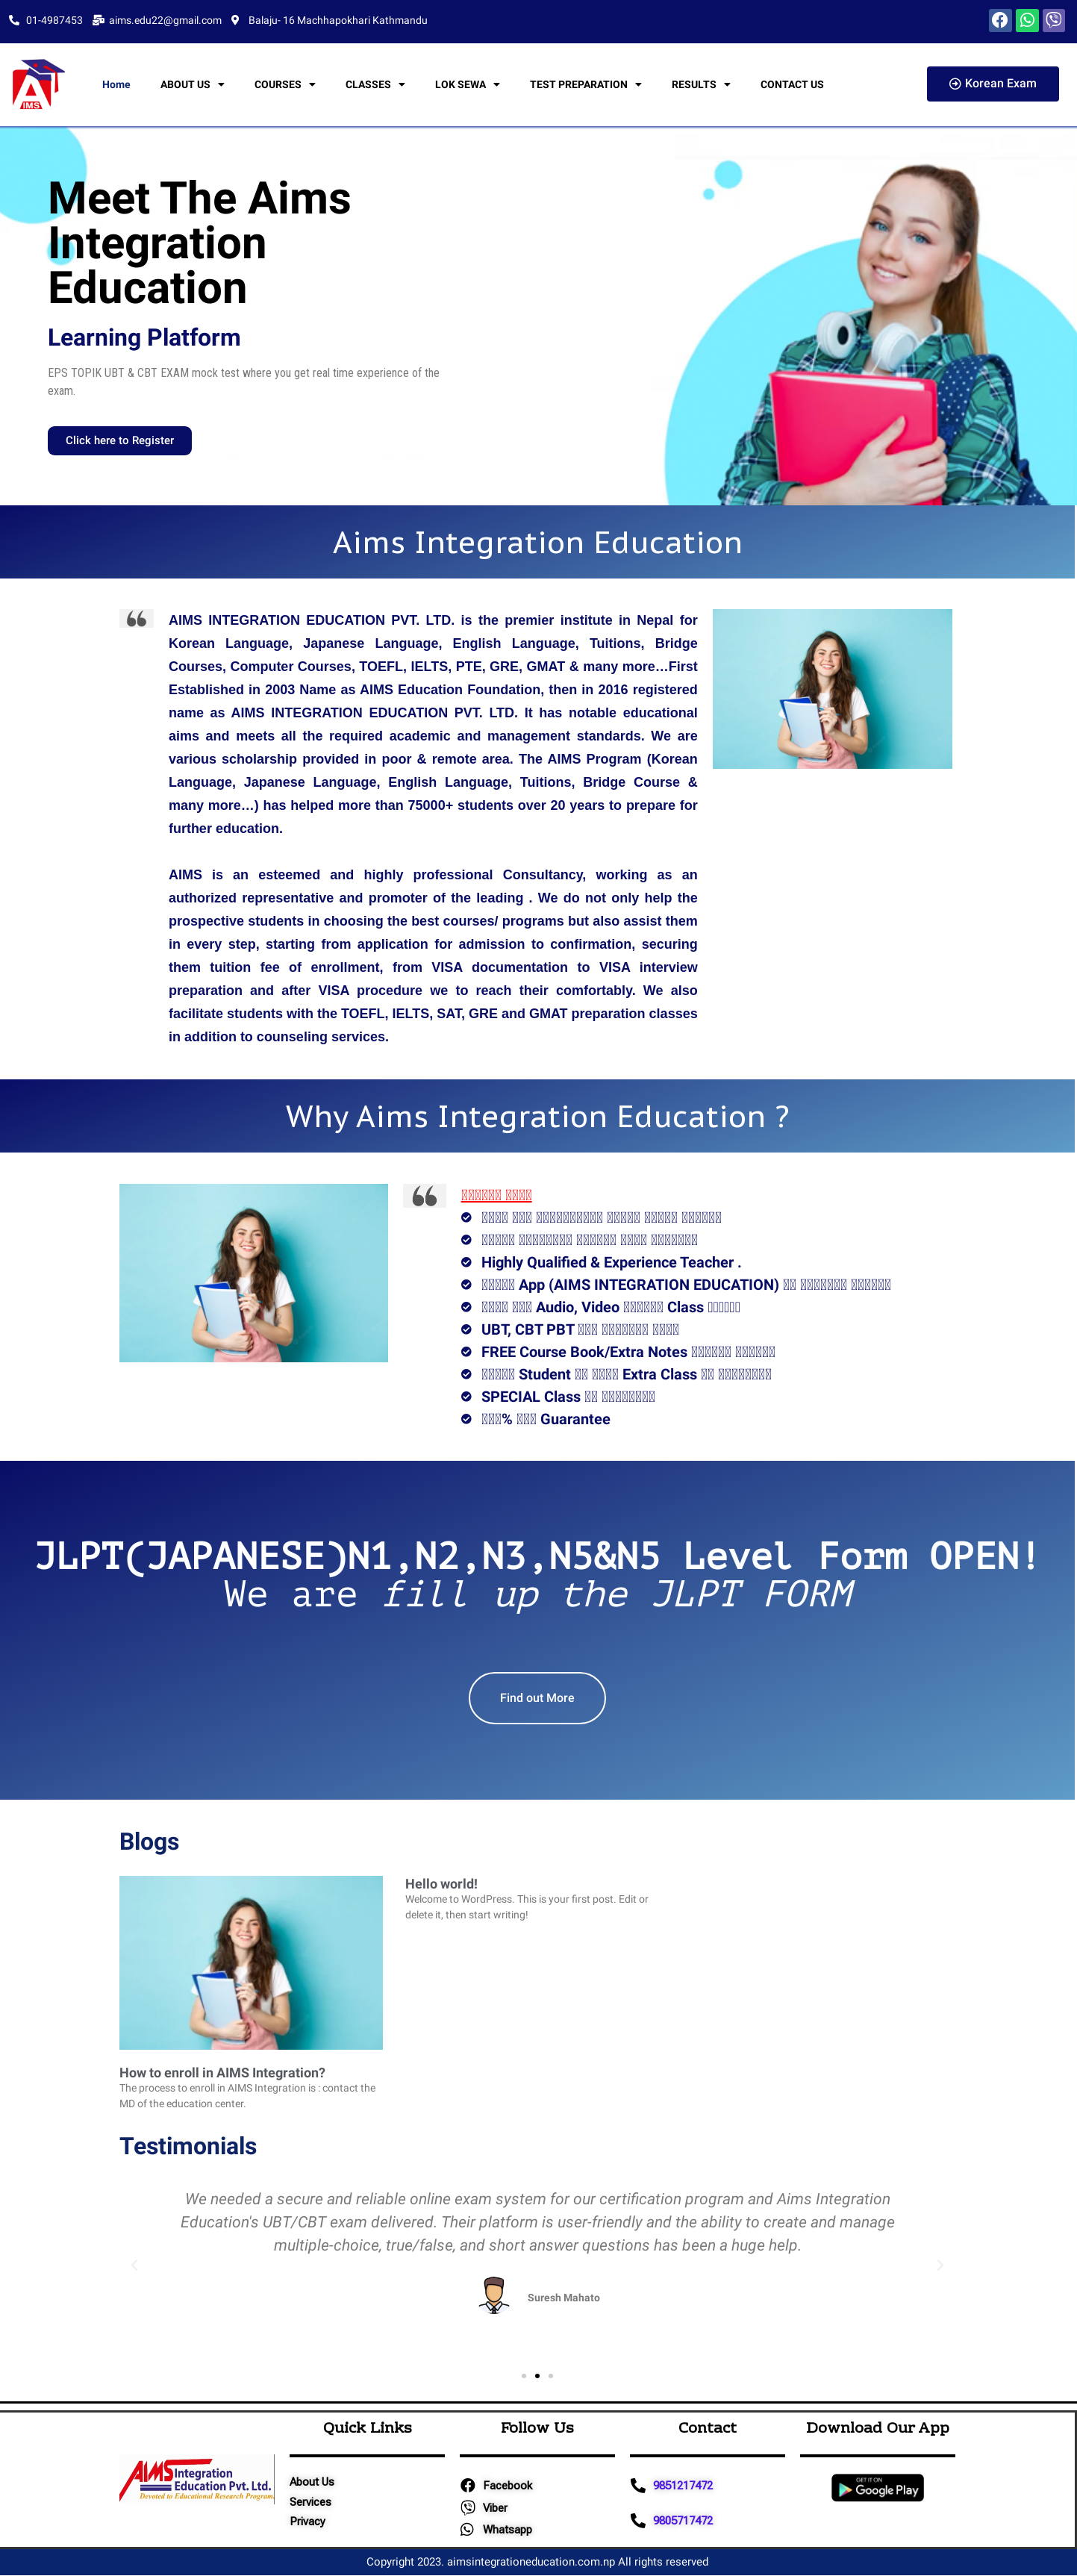 01-4987453 aims.edu22@gmail.com Balaju- 16 Machhapokhari Kathmandu
AIMS
Home ABOUT US COURSES CLASSES LOK SEWA TEST PREPARATION RESULTS CONTACT US
Korean Exam
Meet The Aims
Integration
Education
Learning Platform
EPS TOPIK UBT & CBT EXAM mock test where you get real time experience of the
exam.
Click here to Register
Aims Integration Education
AIMS INTEGRATION EDUCATION PVT. LTD. is the premier institute in Nepal for
Korean Language, Japanese Language, English Language, Tuitions, Bridge
Courses, Computer Courses, TOEFL, IELTS, PTE, GRE, GMAT & many more…First
Established in 2003 Name as AIMS Education Foundation, then in 2016 registered
name as AIMS INTEGRATION EDUCATION PVT. LTD. It has notable educational
aims and meets all the required academic and management standards. We are
various scholarship provided in poor & remote area. The AIMS Program (Korean
Language, Japanese Language, English Language, Tuitions, Bridge Course &
many more…) has helped more than 75000+ students over 20 years to prepare for
further education.
AIMS is an esteemed and highly professional Consultancy, working as an
authorized representative and promoter of the leading . We do not only help the
prospective students in choosing the best courses/ programs but also assist them
in every step, starting from application for admission to confirmation, securing
them tuition fee of enrollment, from VISA documentation to VISA interview
preparation and after VISA procedure we to reach their comfortably. We also
facilitate students with the TOEFL, IELTS, SAT, GRE and GMAT preparation classes
in addition to counseling services.
Why Aims Integration Education ?
Highly Qualified & Experience Teacher .
App (AIMS INTEGRATION EDUCATION)
Audio, Video Class
UBT, CBT PBT
FREE Course Book/Extra Notes
Student Extra Class
SPECIAL Class
% Guarantee
JLPT(JAPANESE)N1,N2,N3,N5&N5 Level Form OPEN!
We are fill up the JLPT FORM
Find out More
Blogs
Hello world!
Welcome to WordPress. This is your first post. Edit or
delete it, then start writing!
How to enroll in AIMS Integration?
The process to enroll in AIMS Integration is : contact the
MD of the education center.
Testimonials
We needed a secure and reliable online exam system for our certification program and Aims Integration
Education's UBT/CBT exam delivered. Their platform is user-friendly and the ability to create and manage
multiple-choice, true/false, and short answer questions has been a huge help.
Suresh Mahato
AIMS Integration
Education Pvt. Ltd.
Devoted to Educational Research Program.
Quick Links
About Us
Services
Privacy
Follow Us
Facebook
Viber
Whatsapp
Contact
9851217472
9805717472
Download Our App
GET IT ON
Google Play
Copyright 2023. aimsintegrationeducation.com.np All rights reserved